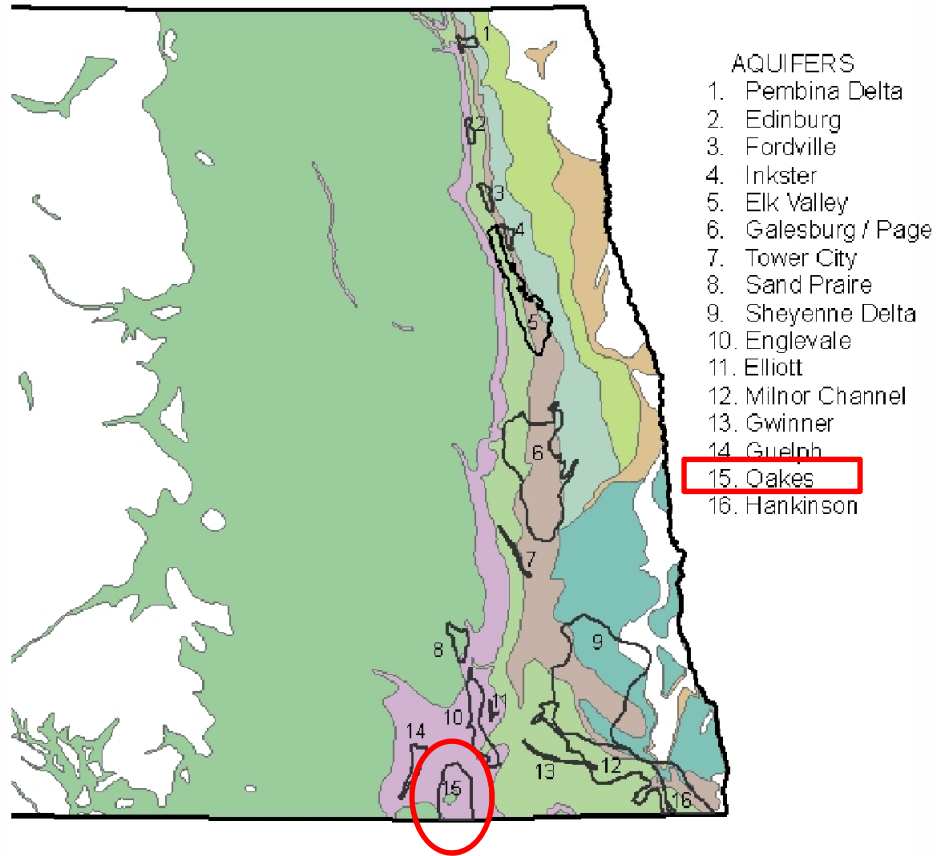 AQUIFERS
1. Pembina Delta
2. Edinburg
3. Fordville
4. Inkster
5. Elk Valley
6. Galesburg / Page
7. Tower City
8. Sand Praire
9. Sheyenne Delta
10. Englevale
11. Elliott
12. Milnor Channel
13. Gwinner
14. Guelph
15. Oakes
16. Hankinson
1
2
3
4
5
6
7
8
9
10
11
14
13
12
15
16